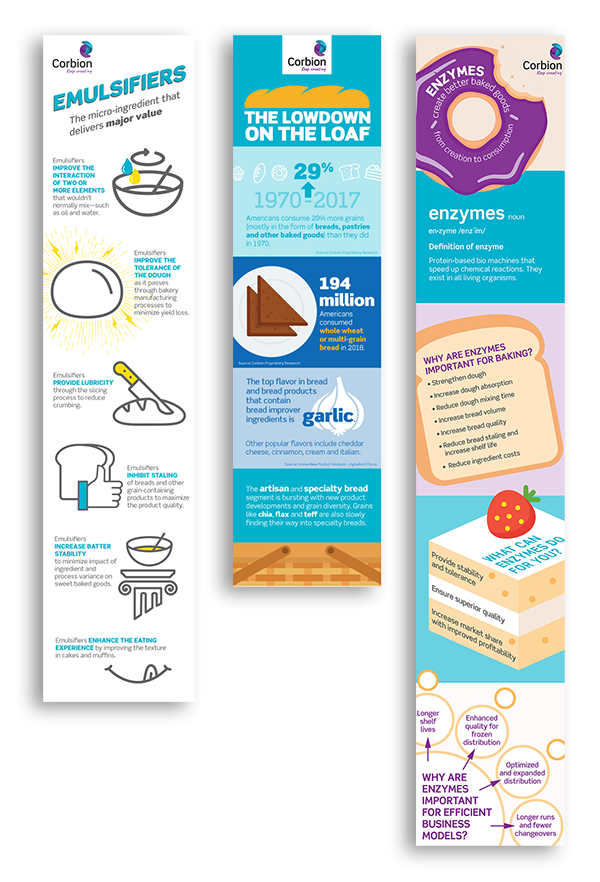 Corbion
Keep creating
EMULSIFIERS
The micro-ingredient that
delivers major value
Emulsifiers
IMPROVE THE
INTERACTION
OF TWO OR
MORE ELEMENTS
that wouldn't
normally mix—such
as oil and water.
Emulsifiers
IMPROVE THE
TOLERANCE OF
THE DOUGH
as it passes
through bakery
manufacturing
processes to
minimize yield loss.
Emulsifiers
PROVIDE LUBRICITY
through the slicing
process to reduce
crumbing.
Emulsifiers
INHIBIT STALING
of breads and other
grain-containing
products to maximize
the product quality.
Emulsifiers
INCREASE BATTER
STABILITY
to minimize impact of
ingredient and
process variance on
sweet baked goods.
Emulsifiers ENHANCE THE EATING
EXPERIENCE by improving the texture
in cakes and muffins.
Corbion
Keep creating
THE LOWDOWN
ON THE LOAF
29%
1970 2017
Americans consume 29% more grains
(mostly in the form of breads, pastries
and other baked goods) than they did
in 1970.
Source: Corbion Proprietary Research
194
million
Americans
consumed
whole wheat
or multi-grain
bread in 2018.
Source: Corbion Proprietary Research
The top flavor in bread
and bread products
that contain
bread improver
ingredients is garlic.
Other popular flavors include cheddar
cheese, cinnamon, cream and italian.
The artisan and specialty bread
segment is bursting with new product
developments and grain diversity. Grains
like chia, flax and teff are also slowly
finding their way into specialty breads.
Corbion
Keep creating
ENZYMES
create better baked goods
from creation to consumption
enzymes noun
en•zyme /enzˈīm/
Definition of enzyme
Protein-based bio machines that
speed up chemical reactions. They
exist in all living organisms.
WHY ARE ENZYMES
IMPORTANT FOR BAKING?
• Strengthen dough
• Increase dough absorption
• Reduce dough mixing time
• Increase bread volume
• Increase bread quality
• Reduce bread staling and
increase shelf life
• Reduce ingredient costs
WHAT CAN
ENZYMES DO
FOR YOU?
Provide stability
and tolerance
Ensure superior quality
Increase market share
with improved profitability
Longer
shelf
lives
Enhanced
quality for
frozen
distribution
Optimized
and expanded
distribution
Longer runs
and fewer
changeovers
WHY ARE
ENZYMES
IMPORTANT
FOR EFFICIENT
BUSINESS
MODELS?